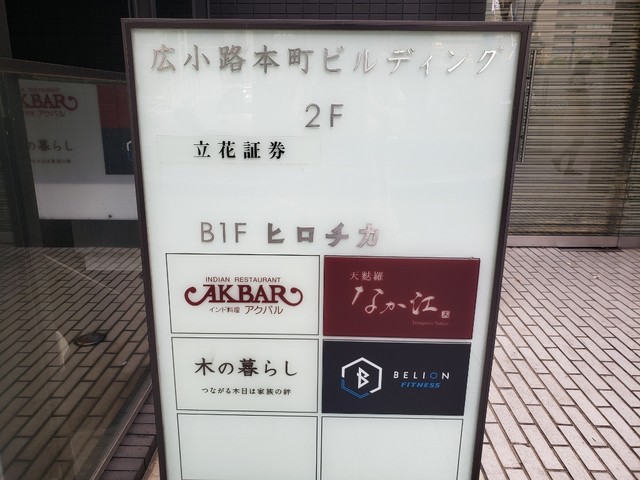 広小路本町ビルディング
2F
立花証券
B1F ヒロチカ
INDIAN RESTAURANT
AKBAR
インド料理 アクバル
天麩羅
なか江
木の暮らし
つながる木目は家族の絆
B
BELION
FITNESS
KBAR
アクバル
の暮らし